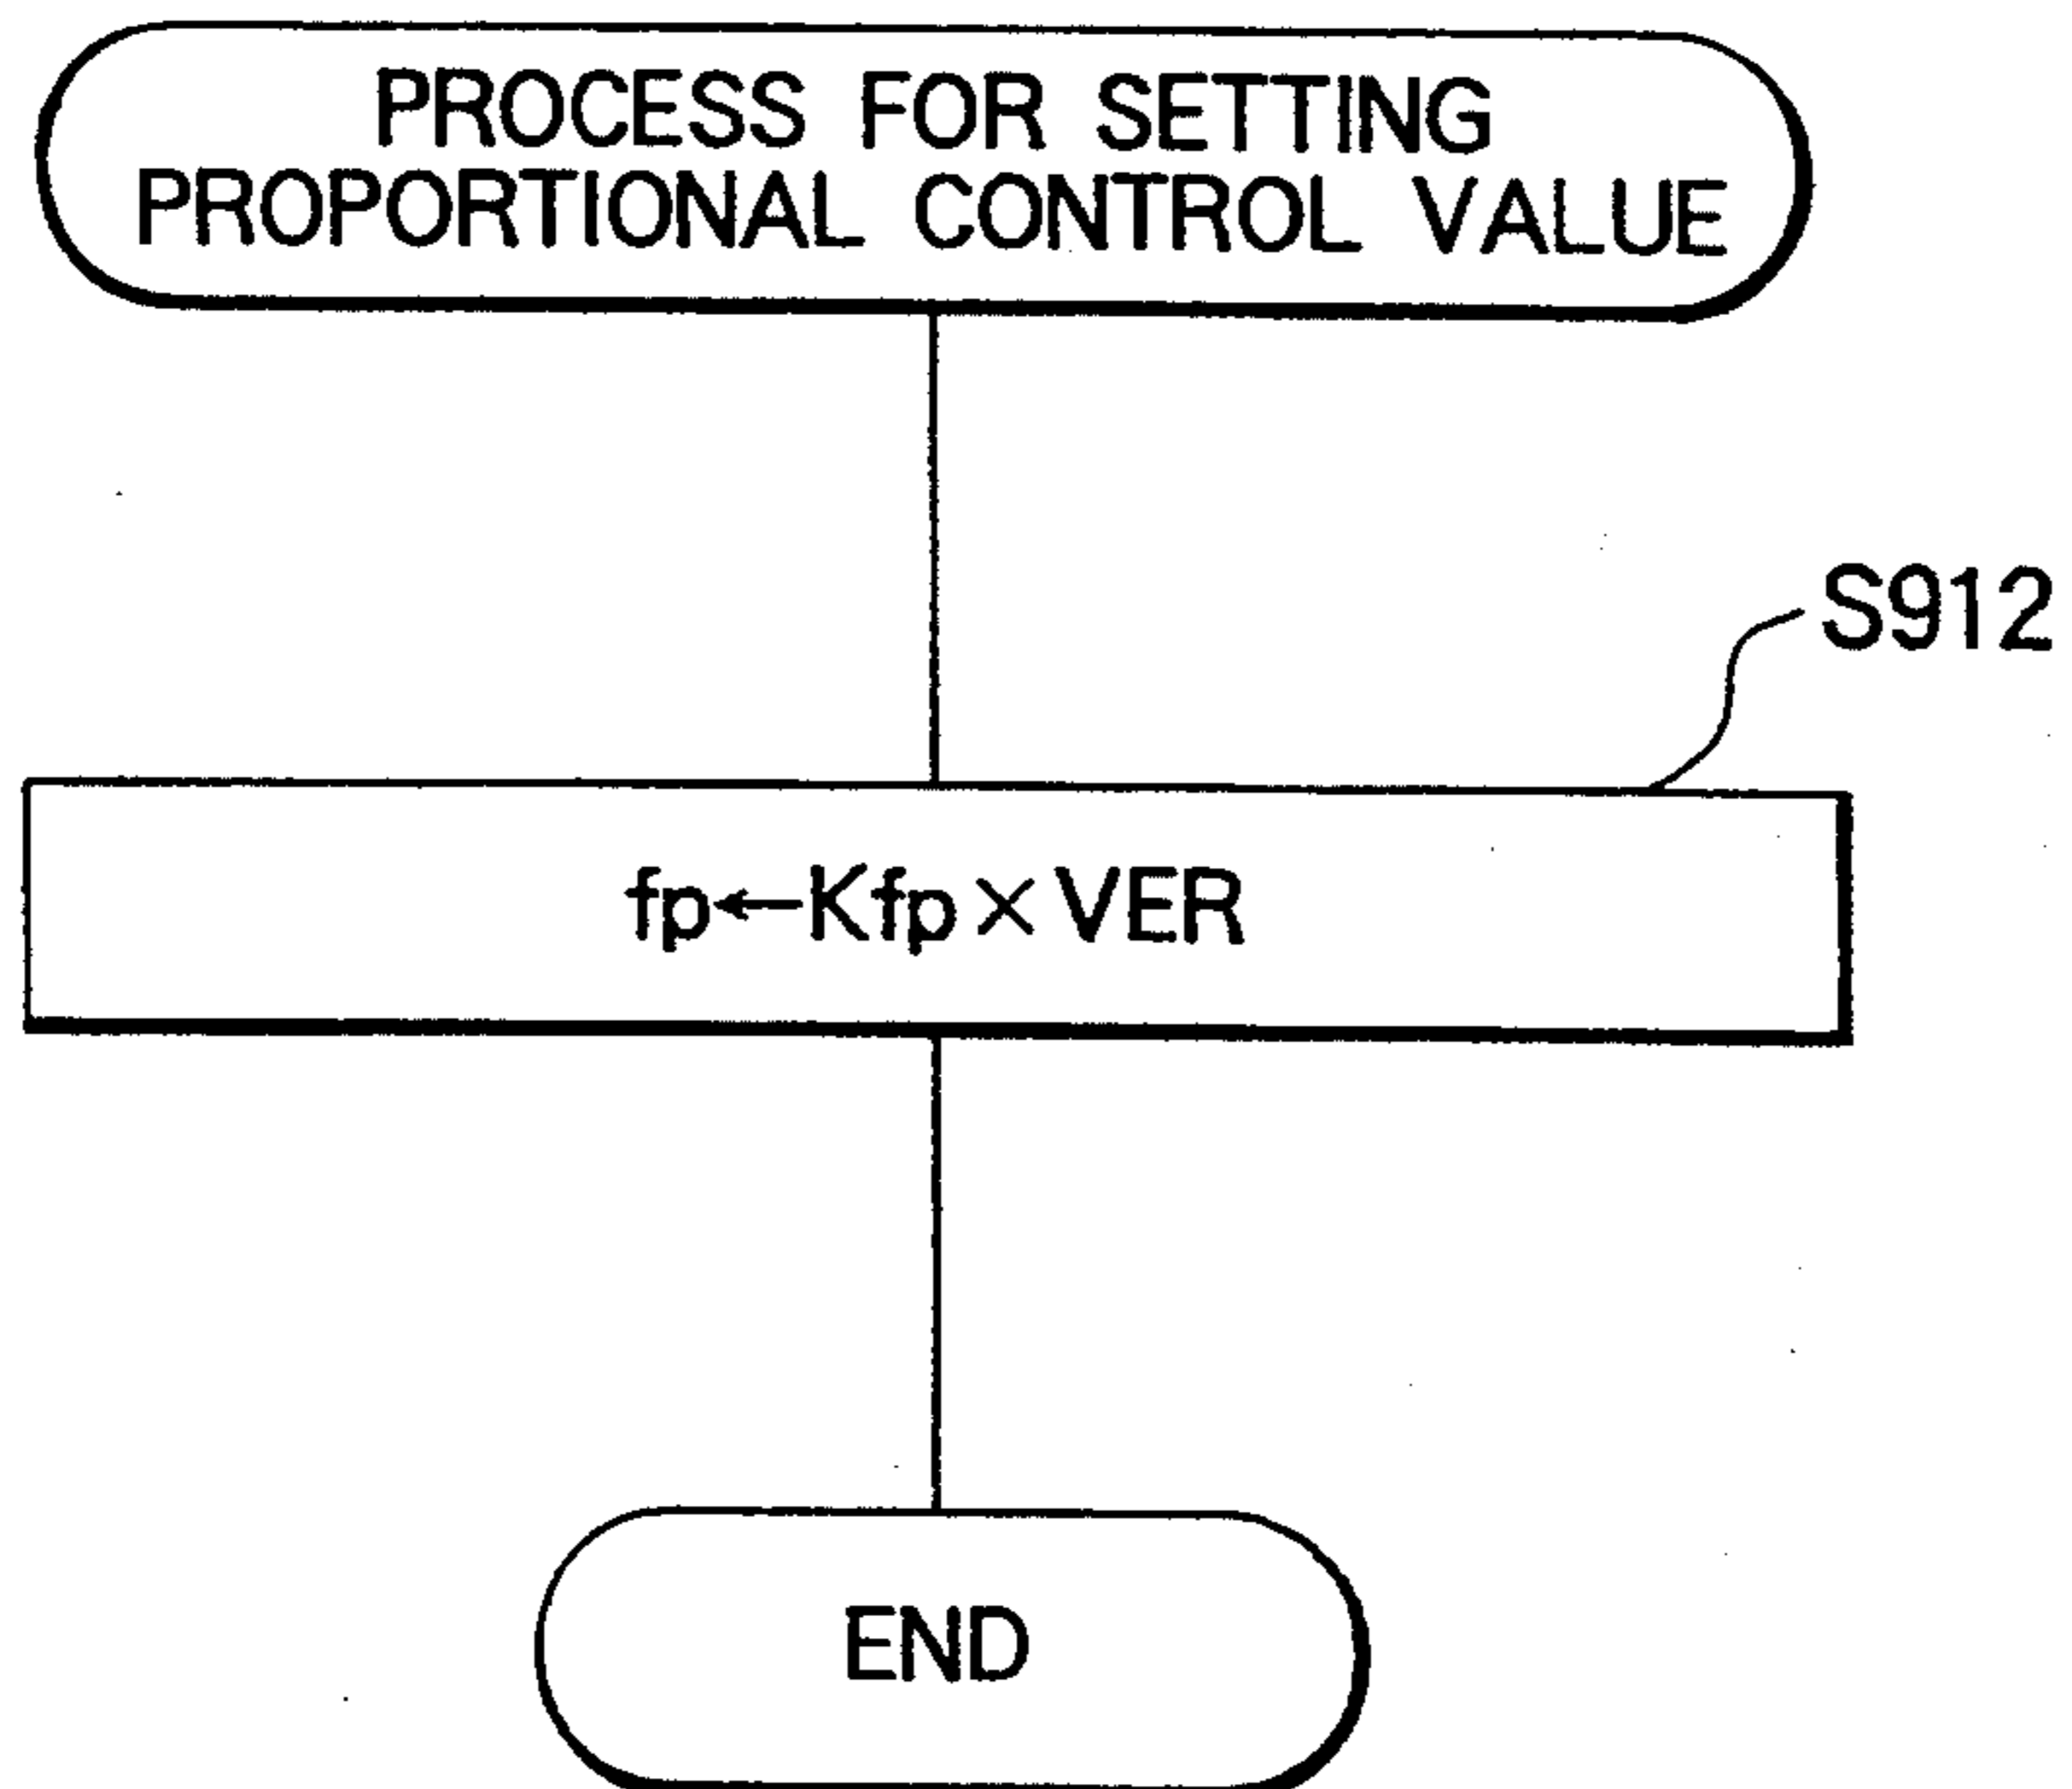 PROCESS FOR SETTING
PROPORTIONAL CONTROL VALUE
S912
fp←Kfp×VER
END